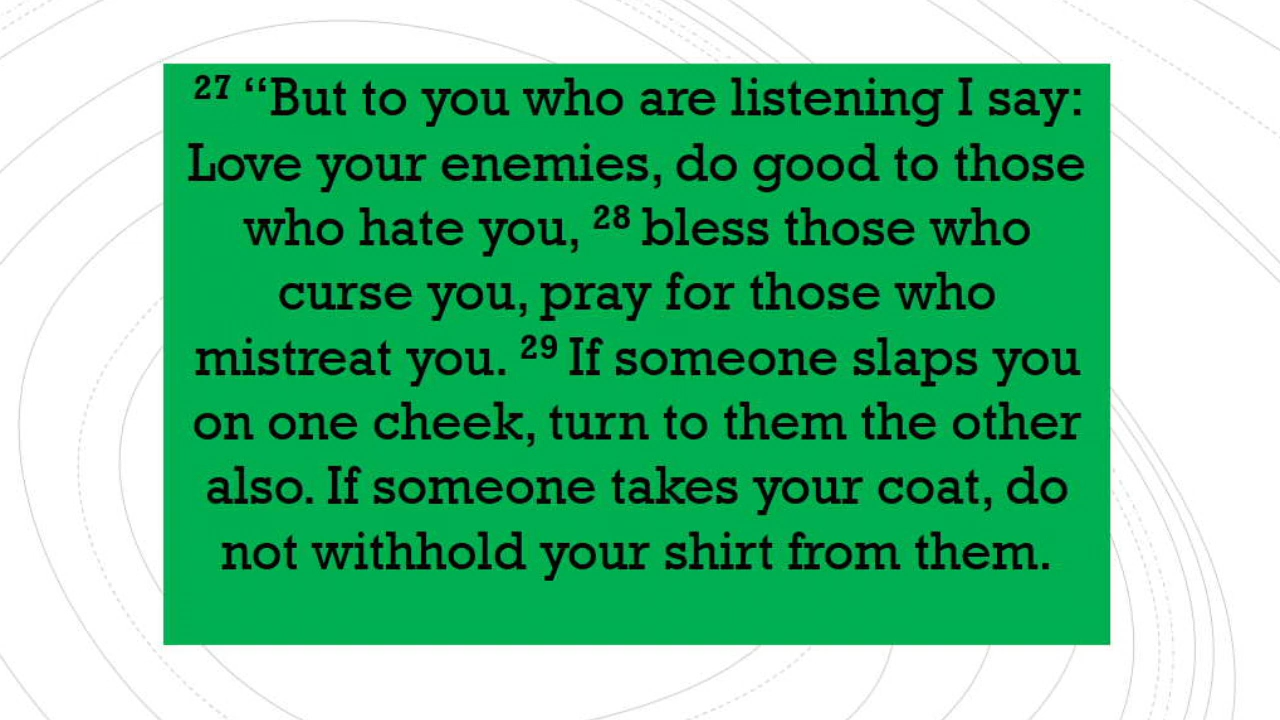 27 “But to you who are listening I say:
Love your enemies, do good to those
who hate you, 28 bless those who
curse you, pray for those who
mistreat you. 29 If someone slaps you
on one cheek, turn to them the other
also. If someone takes your coat, do
not withhold your shirt from them.